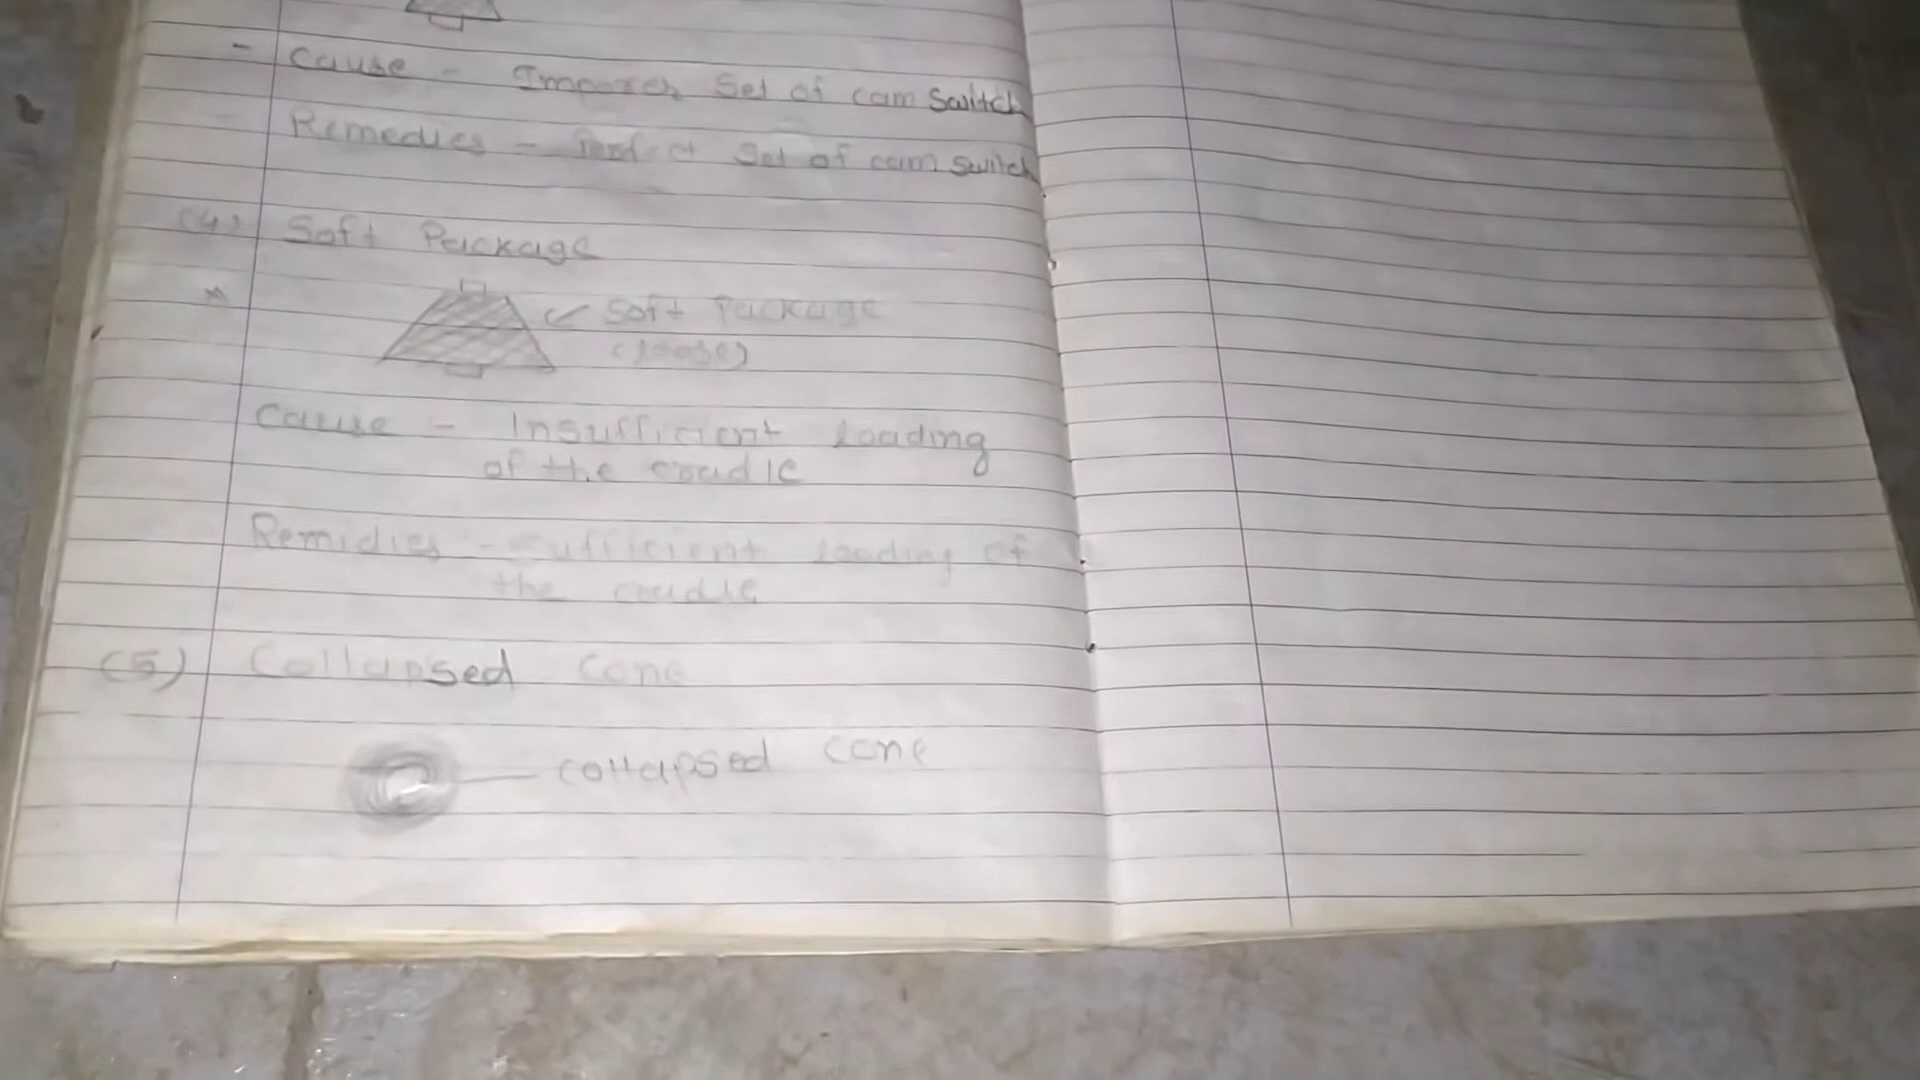 - Cause - Set of cam switch
Remedies - Perfect Set of cam switch
(4) Soft Package
Soft Package
(loose)
Cause - Insufficient loading
of the cradle
Remidies - Sufficient loading of
the cradle
(5) Collapsed cone
collapsed cone